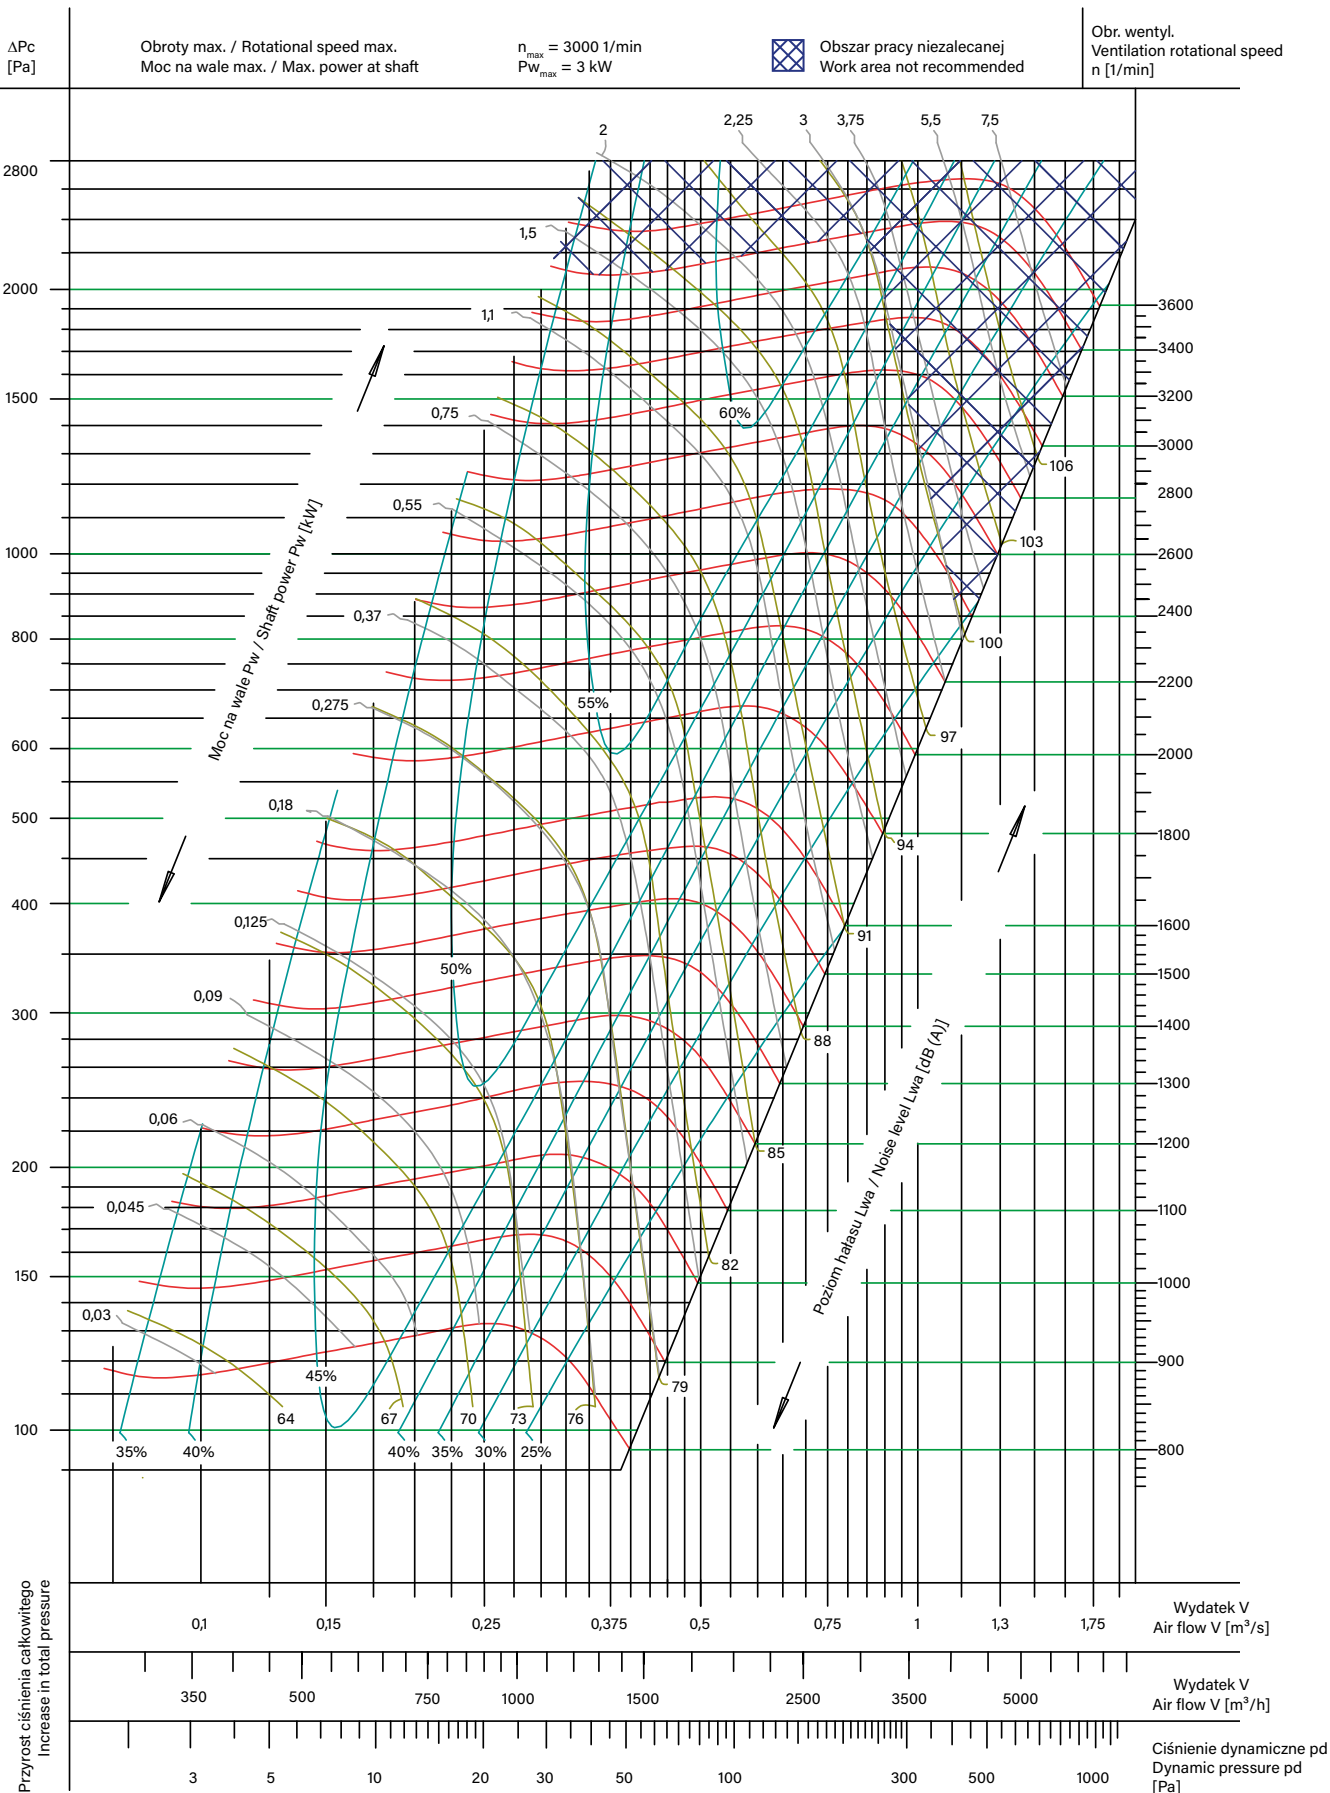 ΔPc
[Pa]
Obroty max. / Rotational speed max.
Moc na wale max. / Max. power at shaft
n max = 3000 1/min
Pw max = 3 kW
Obszar pracy niezalecanej
Work area not recommended
Obr. wentyl.
Ventilation rotational speed
n [1/min]
2 2,25 3 3,75 5,5 7,5
2800
1,5
2000
1,1
3600
3400
1500
0,75
60%
3200
3000
106
2800
0,55
103
1000
2600
2400
0,37
800
100
2200
0,275
55%
97
600
2000
0,18
500
1800
94
400
0,125
91
1600
50%
1500
0,09
300
1400
88
1300
0,06
1200
85
200
0,045
1100
82
150
1000
0,03
900
45%
79
64 67 70 73 76
100
35% 40% 40% 35% 30% 25%
800
Moc na wale Pw / Shaft power Pw [kW]
Poziom hałasu Lwa / Noise level Lwa [dB (A)]
Przyrost ciśnienia całkowitego
Increase in total pressure
0,1 0,15 0,25 0,375 0,5 0,75 1 1,3 1,75
Wydatek V
Air flow V [m³/s]
350 500 750 1000 1500 2500 3500 5000
Wydatek V
Air flow V [m³/h]
3 5 10 20 30 50 100 300 500 1000
Ciśnienie dynamiczne pd
Dynamic pressure pd
[Pa]